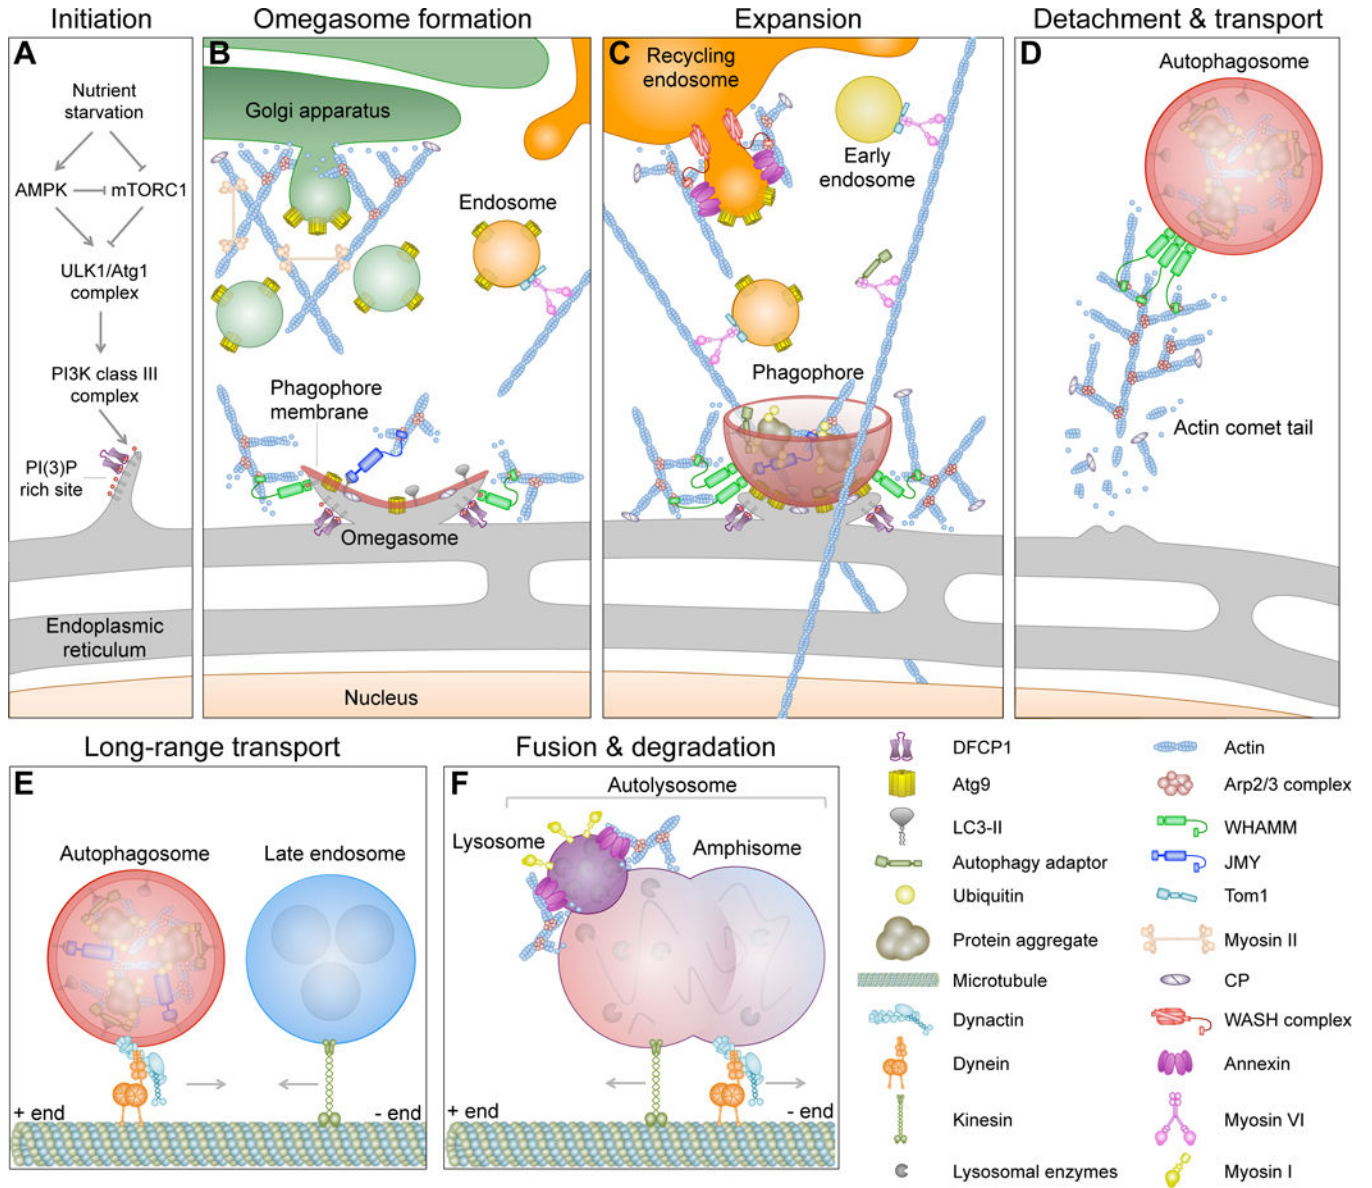 Initiation
Omegasome formation
Expansion
Detachment & transport
A
Nutrient
starvation
AMPK
mTORC1
ULK1/Atg1
complex
PI3K class III
complex
PI(3)P
rich site
Endoplasmic
reticulum
B
Golgi apparatus
Endosome
Phagophore
membrane
Omegasome
Nucleus
C
Recycling
endosome
Early
endosome
Phagophore
D
Autophagosome
Actin comet tail
Long-range transport
Fusion & degradation
E
Autophagosome
Late endosome
+ end
- end
F
Autolysosome
Lysosome
Amphisome
+ end
- end
DFCP1
Atg9
LC3-II
Autophagy adaptor
Ubiquitin
Protein aggregate
Microtubule
Dynactin
Dynein
Kinesin
Lysosomal enzymes
Actin
Arp2/3 complex
WHAMM
JMY
Tom1
Myosin II
CP
WASH complex
Annexin
Myosin VI
Myosin I